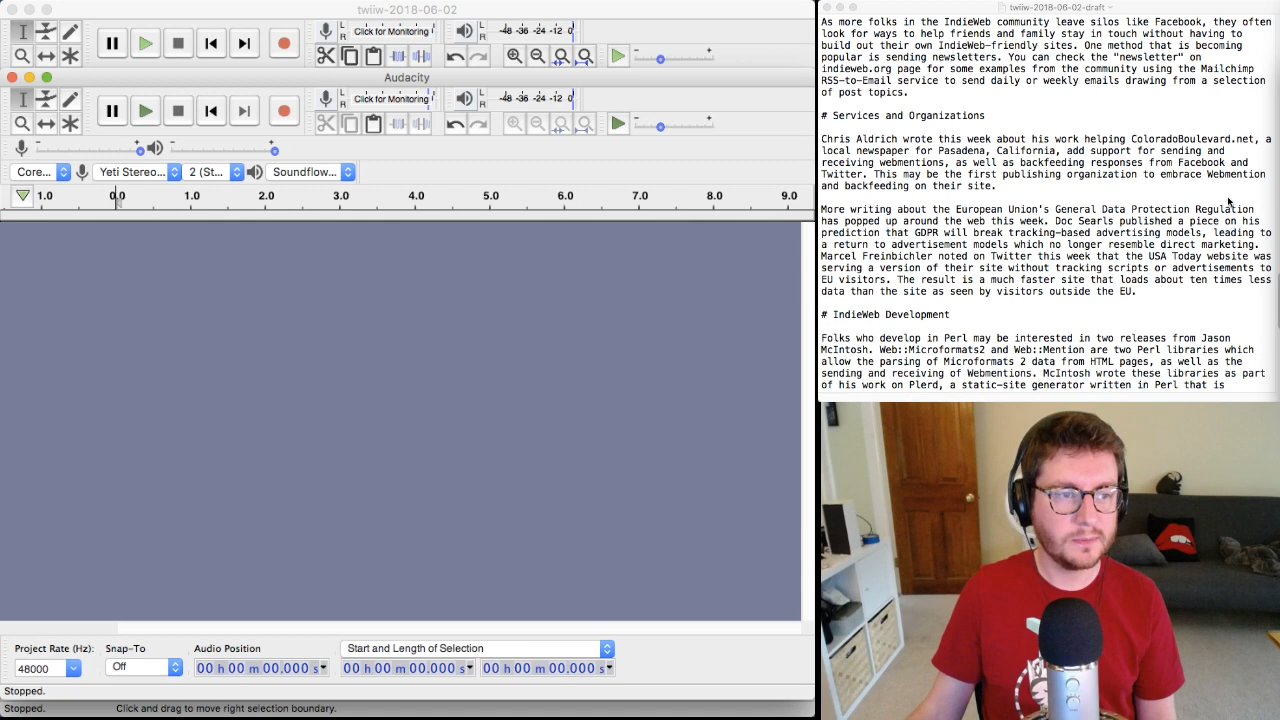 twiiw-2018-06-02
L
R
Click for Monitoring
L
R
-48 -36 -24 -12 0
- +
Audacity
L
R
Click for Monitoring
L
R
-48 -36 -24 -12 0
- +
- + - +
Core... Yeti Stereo... 2 (St... Soundflow...
1.0 0.0 1.0 2.0 3.0 4.0 5.0 6.0 7.0 8.0 9.0
Project Rate (Hz): Snap-To Audio Position Start and Length of Selection
48000 Off 00 h 00 m 00.000 s 00 h 00 m 00.000 s 00 h 00 m 00.000 s
Stopped.
Stopped. Click and drag to move right selection boundary.
twiiw-2018-06-02-draft
As more folks in the IndieWeb community leave silos like Facebook, they often
look for ways to help friends and family stay in touch without having to
build out their own IndieWeb-friendly sites. One method that is becoming
popular is sending newsletters. You can check the "newsletter" on
indieweb.org page for some examples from the community using the Mailchimp
RSS-to-Email service to send daily or weekly emails drawing from a selection
of post topics.
# Services and Organizations
Chris Aldrich wrote this week about his work helping ColoradoBoulevard.net, a
local newspaper for Pasadena, California, add support for sending and
receiving webmentions, as well as backfeeding responses from Facebook and
Twitter. This may be the first publishing organization to embrace Webmention
and backfeeding on their site.
More writing about the European Union's General Data Protection Regulation
has popped up around the web this week. Doc Searls published a piece on his
prediction that GDPR will break tracking-based advertising models, leading to
a return to advertisement models which no longer resemble direct marketing.
Marcel Freinbichler noted on Twitter this week that the USA Today website was
serving a version of their site without tracking scripts or advertisements to
EU visitors. The result is a much faster site that loads about ten times less
data than the site as seen by visitors outside the EU.
# IndieWeb Development
Folks who develop in Perl may be interested in two releases from Jason
McIntosh. Web::Microformats2 and Web::Mention are two Perl libraries which
allow the parsing of Microformats 2 data from HTML pages, as well as the
sending and receiving of Webmentions. McIntosh wrote these libraries as part
of his work on Plerd, a static-site generator written in Perl that is